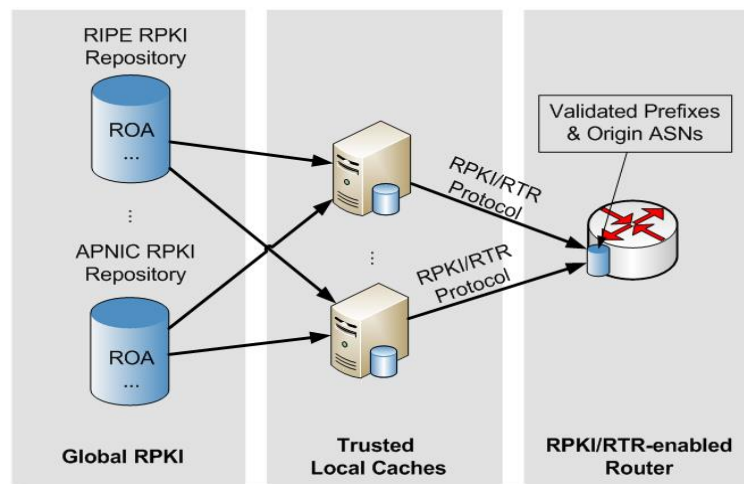 RIPE RPKI
Repository
ROA
...
...
APNIC RPKI
Repository
ROA
...
Global RPKI
...
Trusted
Local Caches
RPKI/RTR
Protocol
RPKI/RTR
Protocol
Validated Prefixes
& Origin ASNs
RPKI/RTR-enabled
Router